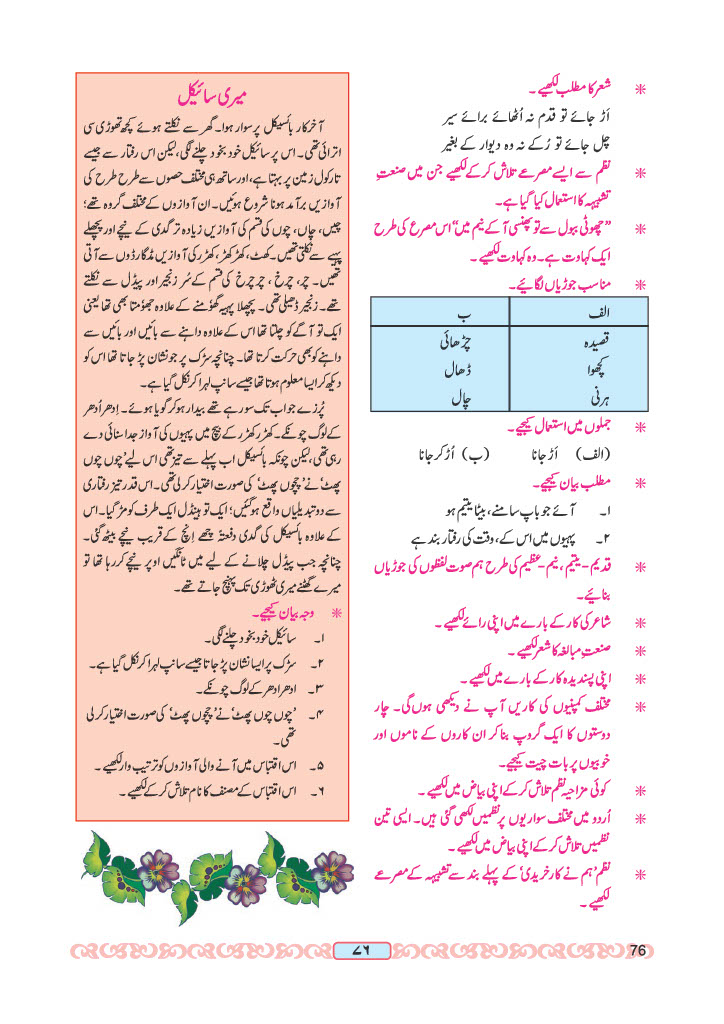 شعر کا مطلب لکھیے۔
اَڑ جائے تو قدم نہ اُٹھائے برائے سیر
چل جائے تو رُکے نہ وہ دیوار کے بغیر
نظم سے ایسے مصرعے تلاش کرکے لکھیے جن میں صنعتِ
تشبیہہ کا استعمال کیا گیا ہے۔
”چھوٹی ببول سے تو پھنسی آ کے نیم میں“ اس مصرع کی طرح
ایک کہاوت ہے۔ وہ کہاوت لکھیے۔
مناسب جوڑیاں لگائیے۔
الف ب
قصیدہ چڑھائی
کچھوا ڈھال
ہرنی چال
جملوں میں استعمال کیجیے۔
(الف) اَڑ جانا (ب) اُڑ کر جانا
مطلب بیان کیجیے۔
۱۔ آئے جو باپ سامنے، بیٹا یتیم ہو
۲۔ پہیوں میں اس کے، وقت کی رفتار بند ہے
قدیم - یتیم، نیم - عظیم کی طرح ہم صوت لفظوں کی جوڑیاں
بنائیے۔
شاعر کی کار کے بارے میں اپنی رائے لکھیے۔
صنعتِ مبالغہ کا شعر لکھیے۔
اپنی پسندیدہ کار کے بارے میں لکھیے۔
مختلف کمپنیوں کی کاریں آپ نے دیکھی ہوں گی۔ چار
دوستوں کا ایک گروپ بنا کر ان کاروں کے ناموں اور
خوبیوں پر بات چیت کیجیے۔
کوئی مزاحیہ نظم تلاش کرکے اپنی بیاض میں لکھیے۔
اُردو میں مختلف سواریوں پر نظمیں لکھی گئی ہیں۔ ایسی تین
نظمیں تلاش کرکے اپنی بیاض میں لکھیے۔
نظم ’ہم نے کار خریدی‘ کے پہلے بند سے تشبیہہ کے مصرعے
لکھیے۔
میری سائیکل
آخر کار بائسیکل پر سوار ہوا۔ گھر سے نکلتے ہوئے کچھ تھوڑی سی
اترائی تھی۔ اس پر سائیکل خود بخود چلنے لگی، لیکن اس رفتار سے جیسے
تارکول زمین پر بہتا ہے، اور ساتھ ہی مختلف حصوں سے طرح طرح کی
آوازیں برآمد ہونا شروع ہوئیں۔ ان آوازوں کے مختلف گروہ تھے؛
چیں، چاں، چوں کی قسم کی آوازیں زیادہ تر گدی کے نیچے اور پچھلے
پہیے سے نکلتی تھیں۔ کھٹ، کھڑ کھڑ، کھڑر کی آوازیں مڈگارڈوں سے آتی
تھیں۔ چر، چرخ، چر چرخ کی قسم کے سُر زنجیر اور پیڈل سے نکلتے
تھے۔ زنجیر ڈھیلی تھی۔ پچھلا پہیہ گھومنے کے علاوہ جھومتا بھی تھا یعنی
ایک تو آگے کو چلتا تھا اس کے علاوہ داہنے سے بائیں اور بائیں سے
داہنے کو بھی حرکت کرتا تھا۔ چنانچہ سڑک پر جو نشان پڑ جاتا تھا اس کو
دیکھ کر ایسا معلوم ہوتا تھا جیسے سانپ لہرا کر نکل گیا ہے۔
پُرزے جو اب تک سو رہے تھے بیدار ہو کر گویا ہوئے۔ اِدھر اُدھر
کے لوگ چونکے۔ کھڑر کھڑر کے بیچ میں پہیوں کی آواز جدا سنائی دے
رہی تھی، لیکن چونکہ بائسیکل اب پہلے سے تیز تھی اس لیے ’چوں چوں
پھٹ‘ نے ’چچوں پھٹ‘ کی صورت اختیار کر لی تھی۔ اس قدر تیز رفتاری
سے دو تبدیلیاں واقع ہو گئیں؛ ایک تو ہینڈل ایک طرف کو مڑ گیا۔ اس
کے علاوہ بائسیکل کی گدی دفعتہً چھے اِنچ کے قریب نیچے بیٹھ گئی۔
چنانچہ جب پیڈل چلانے کے لیے میں ٹانگیں اوپر نیچے کر رہا تھا تو
میرے گھٹنے میری ٹھوڑی تک پہنچ جاتے تھے۔
وجہ بیان کیجیے۔
۱۔ سائیکل خود بخود چلنے لگی۔
۲۔ سڑک پر ایسا نشان پڑ جاتا جیسے سانپ لہرا کر نکل گیا ہے۔
۳۔ ادھر ادھر کے لوگ چونکے۔
۴۔ ’چوں چوں پھٹ‘ نے ’چچوں پھٹ‘ کی صورت اختیار کر لی
تھی۔
۵۔ اس اقتباس میں آنے والی آوازوں کو ترتیب وار لکھیے۔
۶۔ اس اقتباس کے مصنف کا نام تلاش کرکے لکھیے۔
۷۶
76